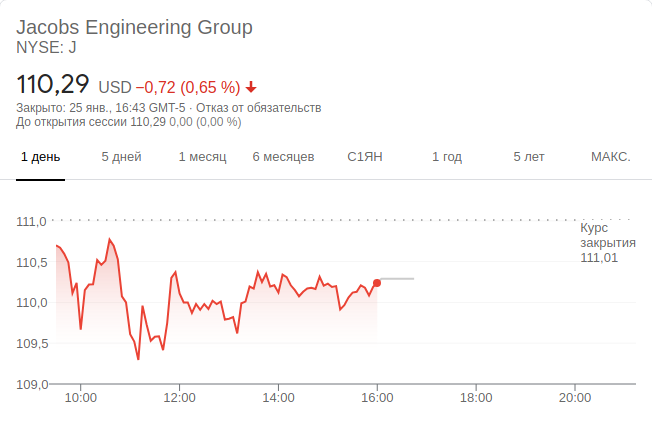 Jacobs Engineering Group
NYSE: J
110,29 USD −0,72 (0,65 %)
Закрыто: 25 янв., 16:43 GMT-5 · Отказ от обязательств
До открытия сессии 110,29 0,00 (0,00 %)
1 день 5 дней 1 месяц 6 месяцев С1ЯН 1 год 5 лет МАКС.
111,0
Курс
закрытия
111,01
110,5
110,0
109,5
109,0
10:00 12:00 14:00 16:00 18:00 20:00